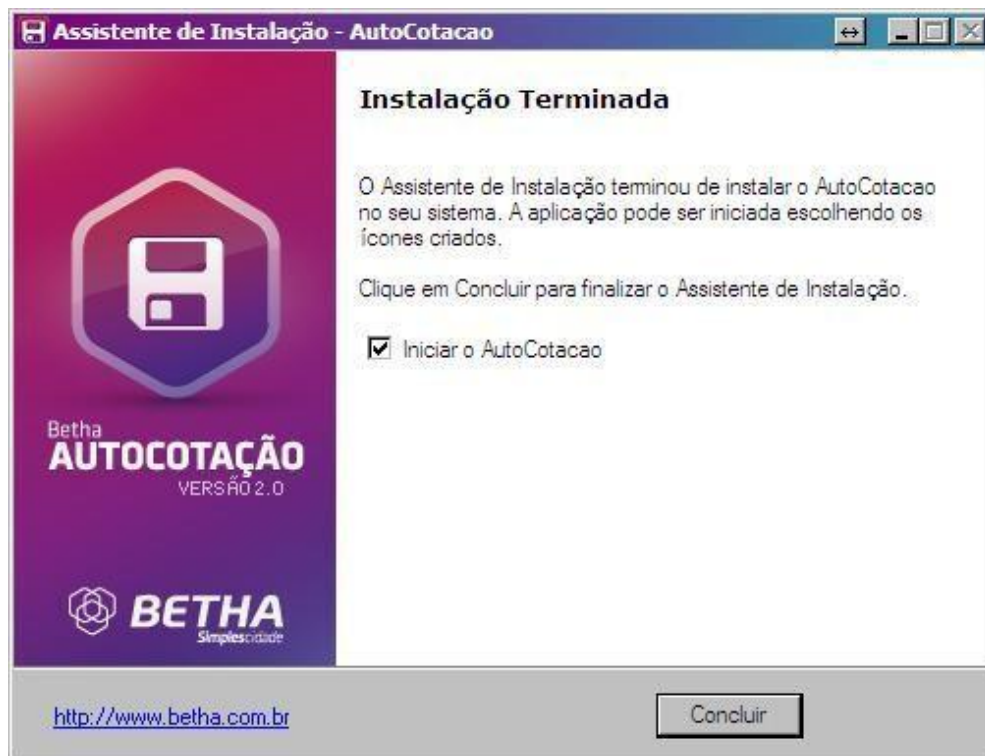 Assistente de Instalação - AutoCotacao
Instalação Terminada
O Assistente de Instalação terminou de instalar o AutoCotacao
no seu sistema. A aplicação pode ser iniciada escolhendo os
ícones criados.
Clique em Concluir para finalizar o Assistente de Instalação.
Iniciar o AutoCotacao
Betha
AUTOCOTAÇÃO
VERSÃO 2.0
BETHA
Simplescidade
http://www.betha.com.br
Concluir